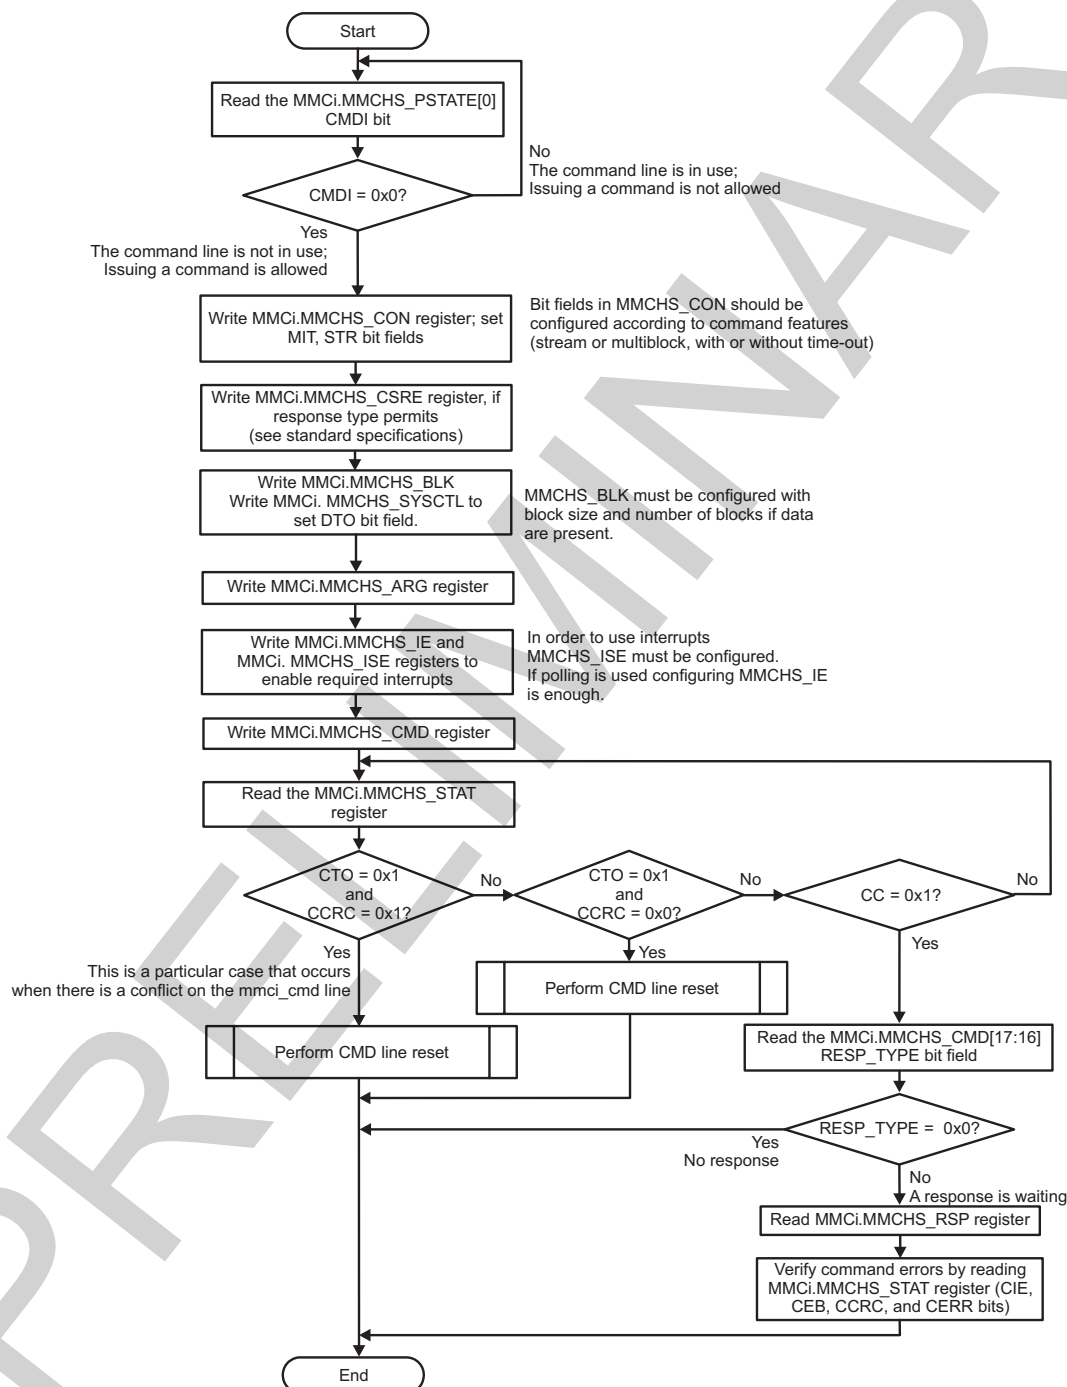 Start
Read the MMCi.MMCHS_PSTATE[0]
CMDI bit
No
The command line is in use;
Issuing a command is not allowed
CMDI = 0x0?
Yes
The command line is not in use;
Issuing a command is allowed
Write MMCi.MMCHS_CON register; set
MIT, STR bit fields
Bit fields in MMCHS_CON should be
configured according to command features
(stream or multiblock, with or without time-out)
Write MMCi.MMCHS_CSRE register, if
response type permits
(see standard specifications)
Write MMCi.MMCHS_BLK
Write MMCi. MMCHS_SYSCTL to
set DTO bit field.
MMCHS_BLK must be configured with
block size and number of blocks if data
are present.
Write MMCi.MMCHS_ARG register
Write MMCi.MMCHS_IE and
MMCi. MMCHS_ISE registers to
enable required interrupts
In order to use interrupts
MMCHS_ISE must be configured.
If polling is used configuring MMCHS_IE
is enough.
Write MMCi.MMCHS_CMD register
Read the MMCi.MMCHS_STAT
register
CTO = 0x1
and
CCRC = 0x1?
No
CTO = 0x1
and
CCRC = 0x0?
No
CC = 0x1?
No
Yes
This is a particular case that occurs
when there is a conflict on the mmci_cmd line
Yes
Yes
Perform CMD line reset
Perform CMD line reset
Read the MMCi.MMCHS_CMD[17:16]
RESP_TYPE bit field
RESP_TYPE = 0x0?
Yes
No response
No
A response is waiting
Read MMCi.MMCHS_RSP register
Verify command errors by reading
MMCi.MMCHS_STAT register (CIE,
CEB, CCRC, and CERR bits)
End
PRELIMINAR